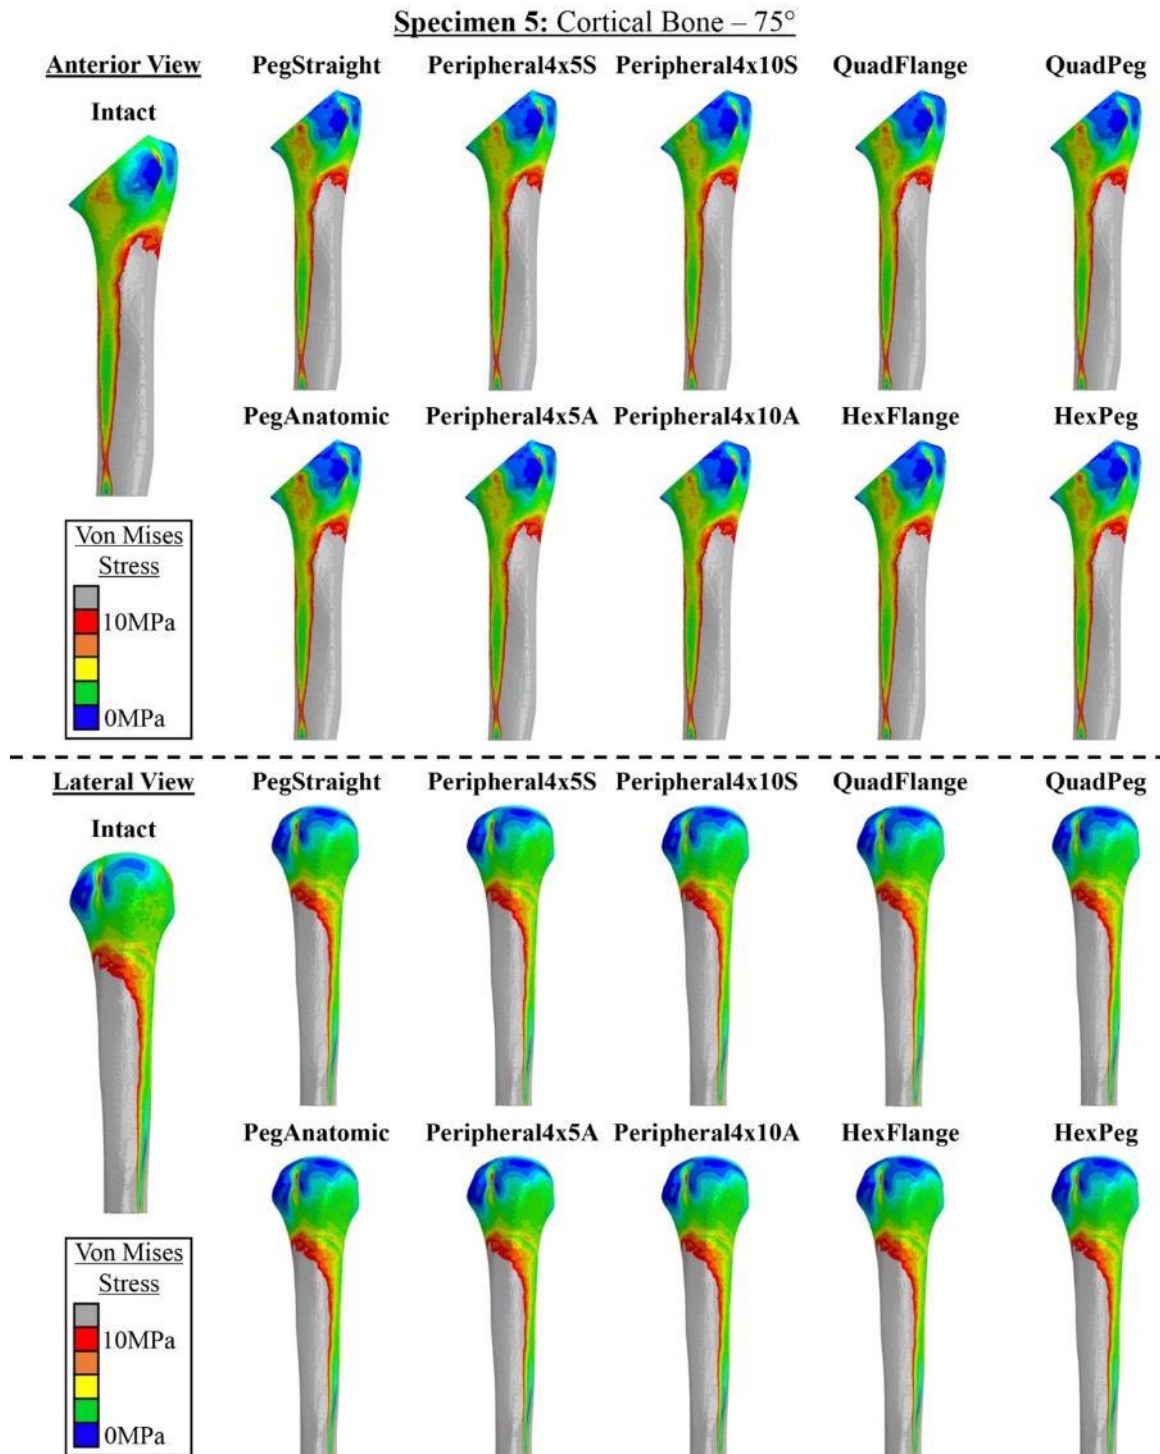 Specimen 5: Cortical Bone – 75°
Anterior View
PegStraight
Peripheral4x5S
Peripheral4x10S
QuadFlange
QuadPeg
Intact
PegAnatomic
Peripheral4x5A
Peripheral4x10A
HexFlange
HexPeg
Von Mises
Stress
10MPa
0MPa
Lateral View
PegStraight
Peripheral4x5S
Peripheral4x10S
QuadFlange
QuadPeg
Intact
PegAnatomic
Peripheral4x5A
Peripheral4x10A
HexFlange
HexPeg
Von Mises
Stress
10MPa
0MPa